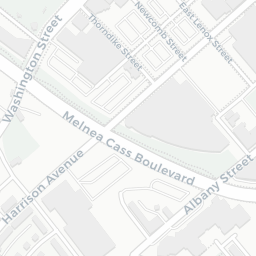 East Lenox Street
Newcomb Street
Thorndike Street
Washington Street
Melnea Cass Boulevard
Harrison Avenue
Albany Street